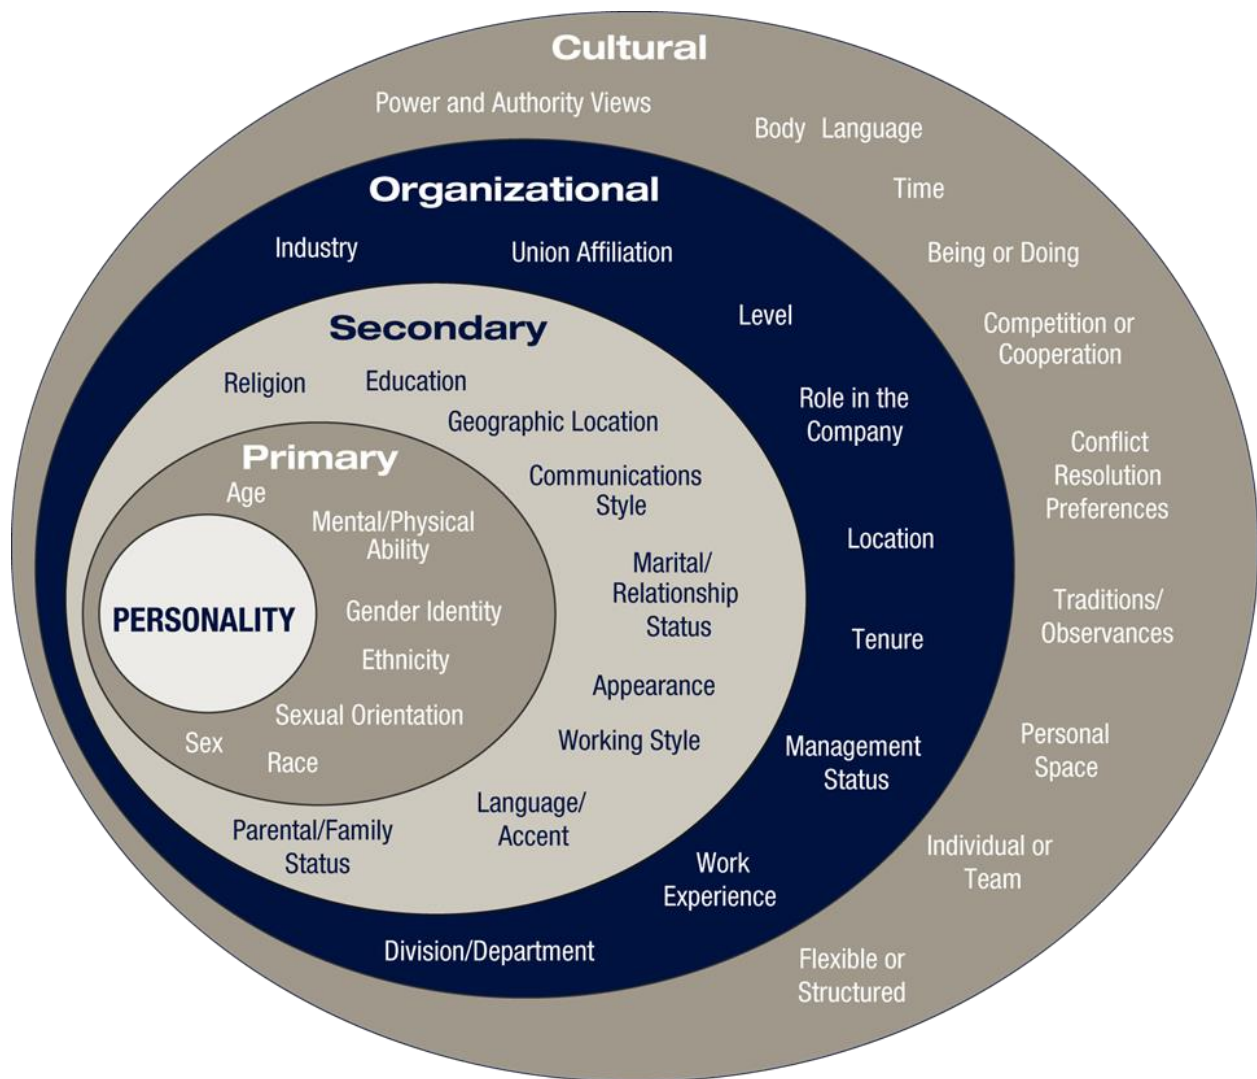 Cultural
Power and Authority Views
Body Language
Time
Being or Doing
Competition or
Cooperation
Conflict
Resolution
Preferences
Traditions/
Observances
Personal
Space
Individual or
Team
Flexible or
Structured
Organizational
Industry
Union Affiliation
Level
Role in the
Company
Location
Tenure
Management
Status
Work
Experience
Division/Department
Secondary
Religion
Education
Geographic Location
Communications
Style
Marital/
Relationship
Status
Appearance
Working Style
Language/
Accent
Parental/Family
Status
Primary
Age
Mental/Physical
Ability
Gender Identity
Ethnicity
Sexual Orientation
Sex
Race
PERSONALITY